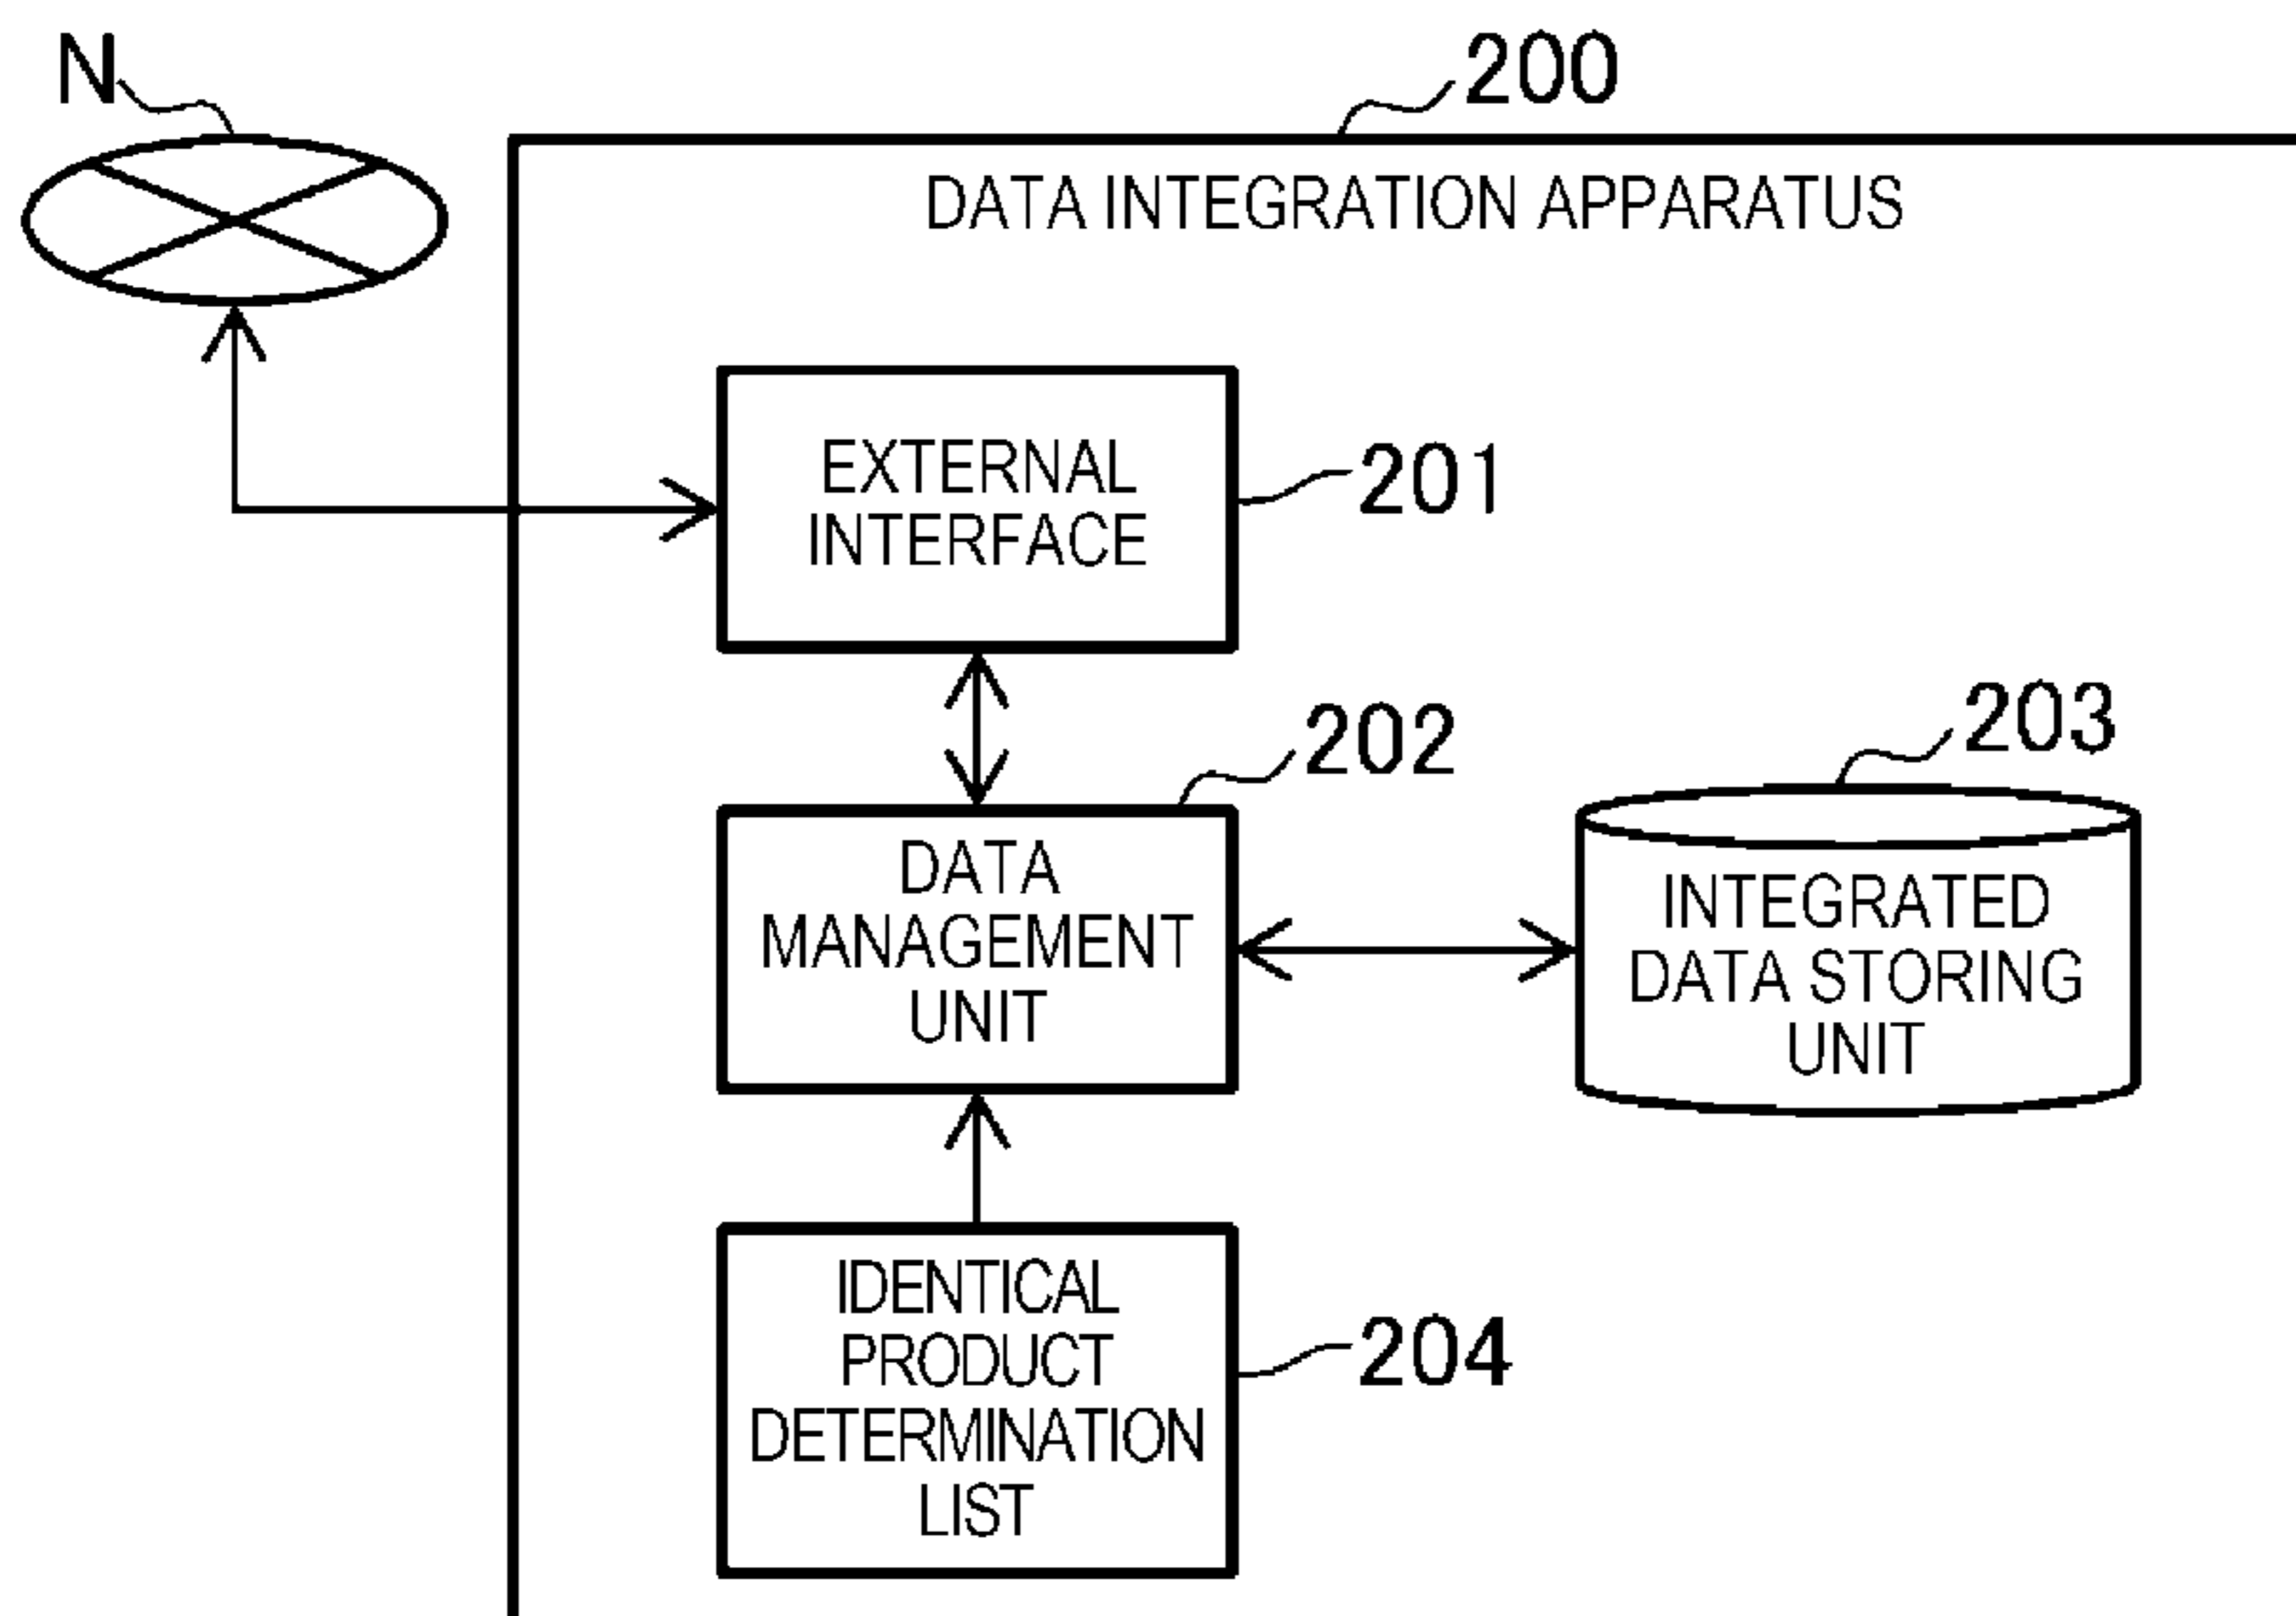 N
200
DATA INTEGRATION APPARATUS
EXTERNAL
INTERFACE
201
202
DATA
MANAGEMENT
UNIT
203
INTEGRATED
DATA STORING
UNIT
IDENTICAL
PRODUCT
DETERMINATION
LIST
204